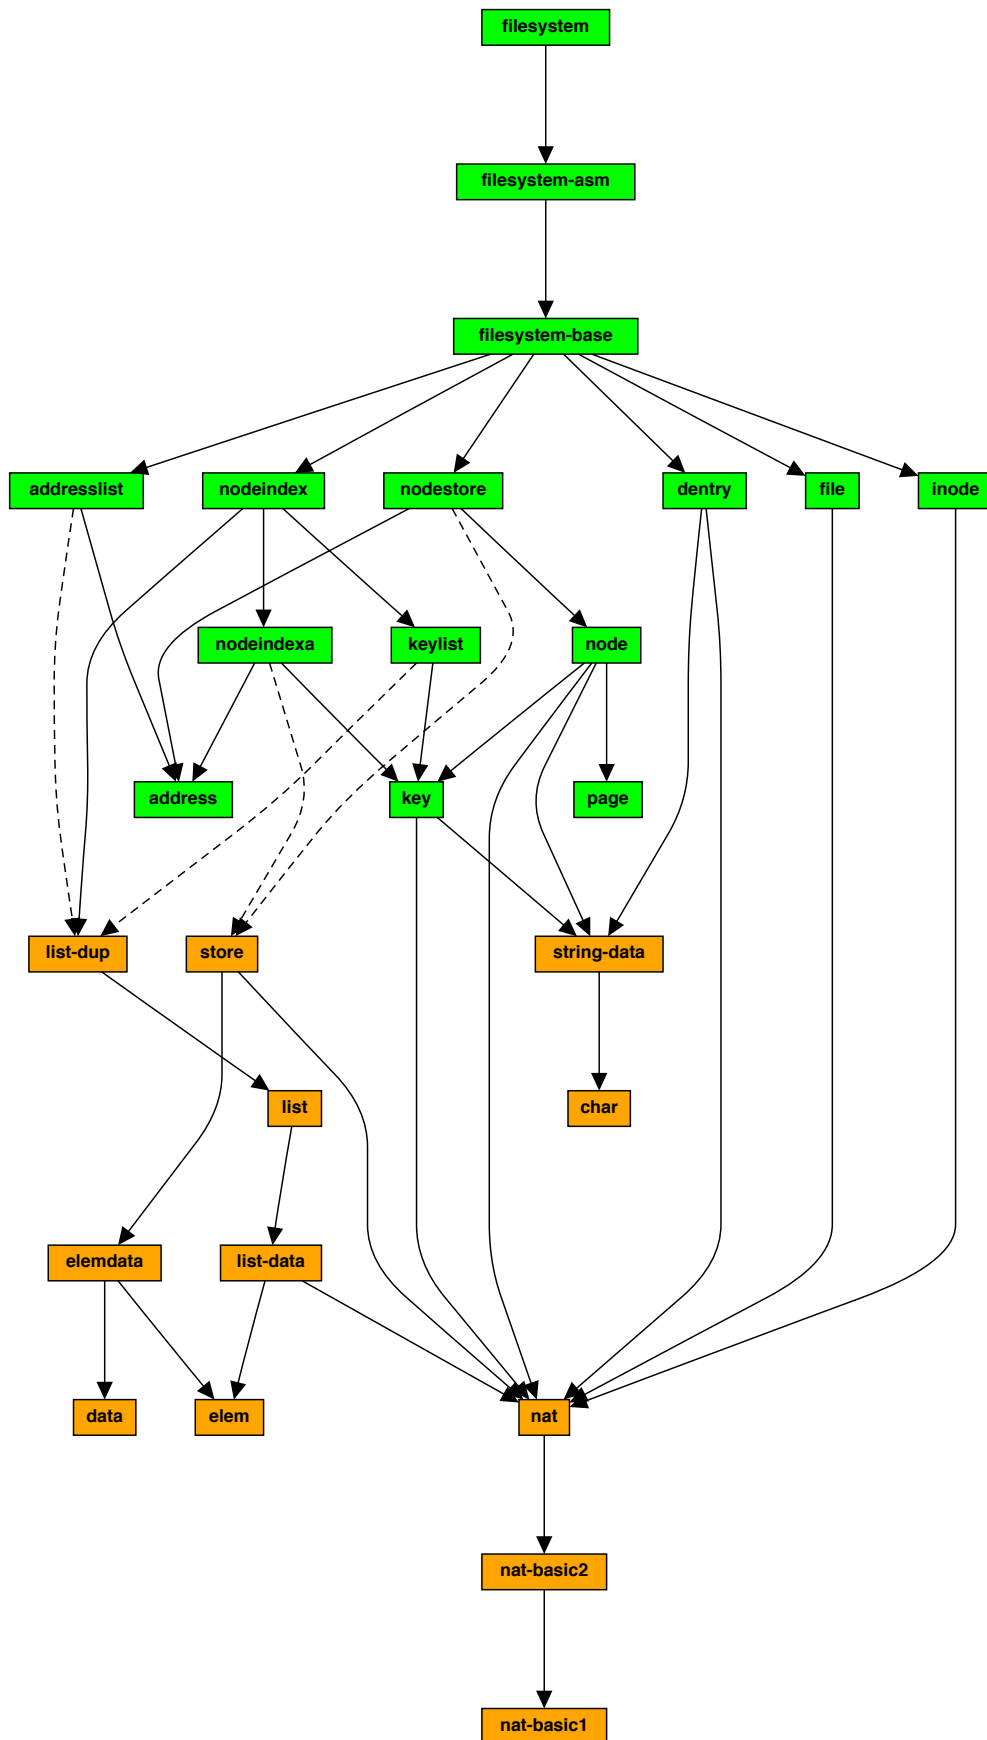 filesystem
filesystem-asm
filesystem-base
addresslist
nodeindex
nodestore
dentry
file
inode
nodeindexa
keylist
node
address
key
page
list-dup
store
string-data
list
char
elemdata
list-data
data
elem
nat
nat-basic2
nat-basic1